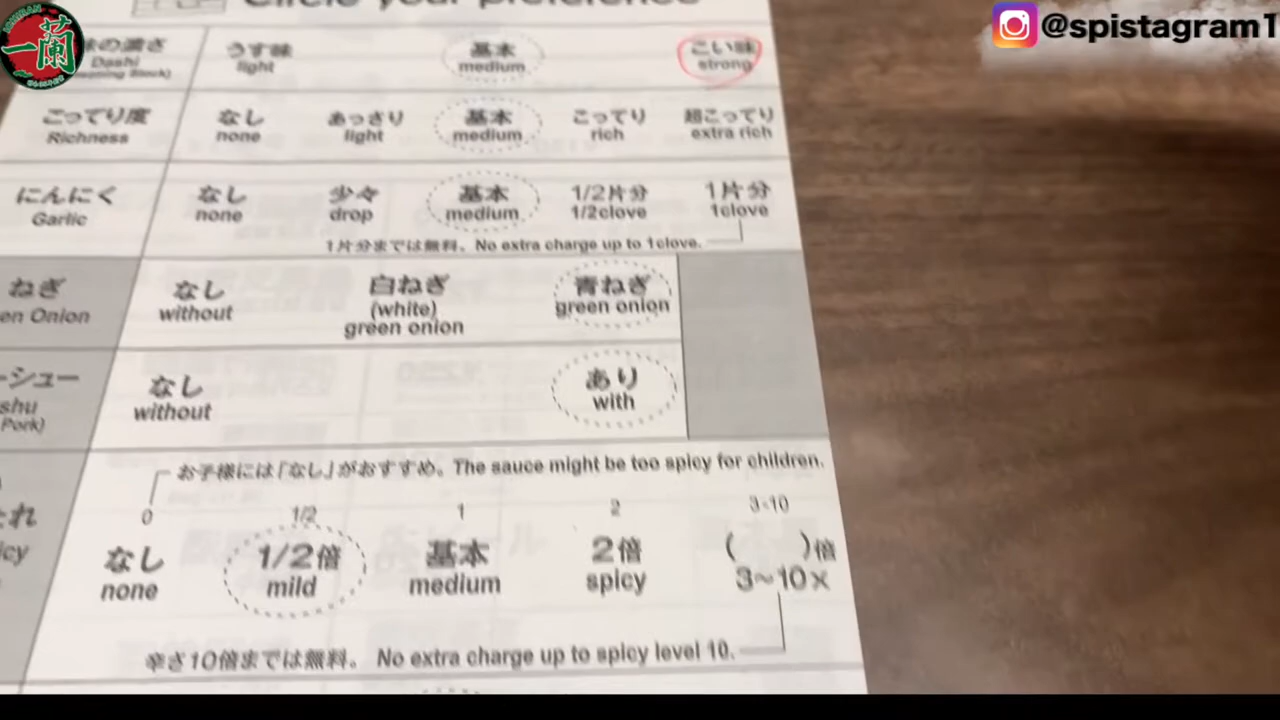 Circle your preference
@spistagram1
一蘭
味の濃さ うす味 基本 こい味
Dashi light medium strong
こってり度 なし あっさり 基本 こってり 超こってり
Richness none light medium rich extra rich
にんにく なし 少々 基本 1/2片分 1片分
Garlic none drop medium 1/2clove 1clove
1片分までは無料。No extra charge up to 1clove.
ねぎ なし 白ねぎ 青ねぎ
en Onion without (white) green onion
green onion
ーシュー なし あり
shu without with
Pork)
お子様には「なし」がおすすめ。The sauce might be too spicy for children.
0 1/2 1 2 3-10
たれ なし 1/2倍 基本 2倍 ( )倍
icy none mild medium spicy 3~10x
辛さ10倍までは無料。 No extra charge up to spicy level 10.